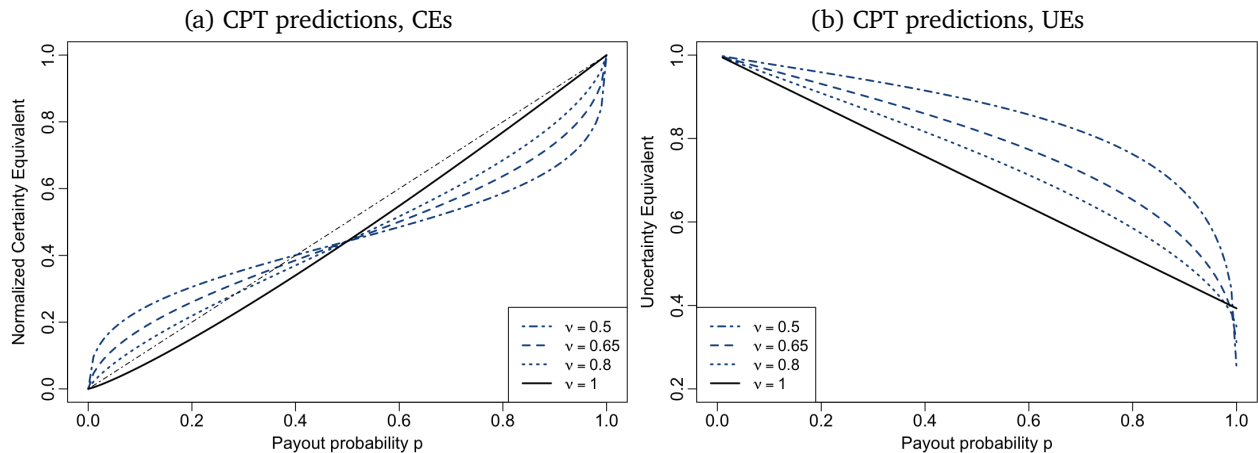 (a) CPT predictions, CEs
Normalized Certainty Equivalent
1.0
0.8
0.6
0.4
0.2
0.0
ν = 0.5
ν = 0.65
ν = 0.8
ν = 1
0.0 0.2 0.4 0.6 0.8 1.0
Payout probability p
(b) CPT predictions, UEs
Uncertainty Equivalent
1.0
0.8
0.6
0.4
0.2
ν = 0.5
ν = 0.65
ν = 0.8
ν = 1
0.0 0.2 0.4 0.6 0.8 1.0
Payout probability p